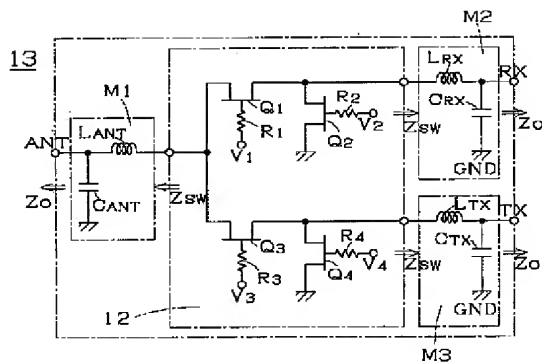 13
M1
M2
LANT
ANT
CANT
ZO
ZSW
Q1
R1
V1
R2
V2
Q2
ZSW
LRX
RX
CRX
ZO
GND
Q3
R3
V3
R4
V4
Q4
ZSW
LTX
TX
CTX
ZO
GND
12
M3